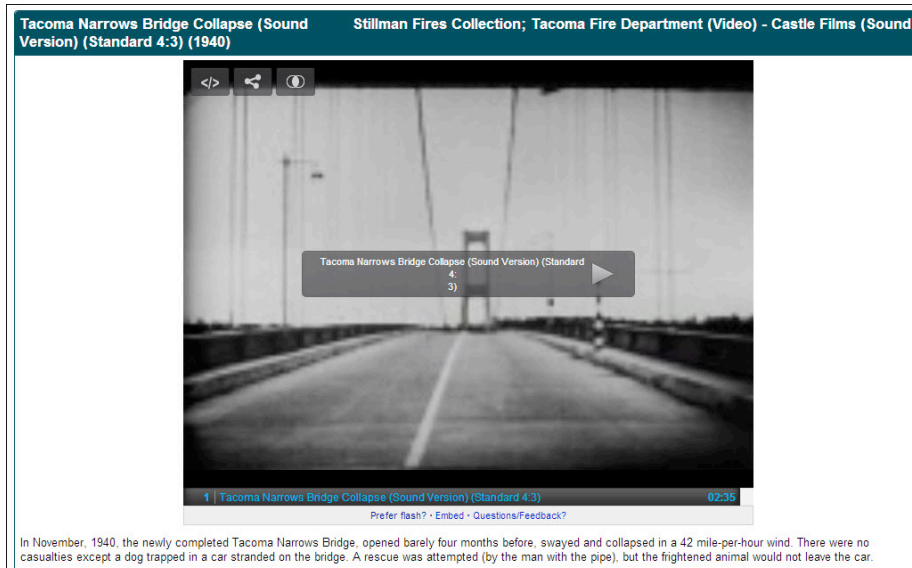 Tacoma Narrows Bridge Collapse (Sound
Version) (Standard 4:3) (1940)
Stillman Fires Collection; Tacoma Fire Department (Video) - Castle Films (Sound
</>
Tacoma Narrows Bridge Collapse (Sound Version) (Standard
4:
3)
1 | Tacoma Narrows Bridge Collapse (Sound Version) (Standard 4:3) 02:35
Prefer flash? · Embed · Questions/Feedback?
In November, 1940, the newly completed Tacoma Narrows Bridge, opened barely four months before, swayed and collapsed in a 42 mile-per-hour wind. There were no
casualties except a dog trapped in a car stranded on the bridge. A rescue was attempted (by the man with the pipe), but the frightened animal would not leave the car.